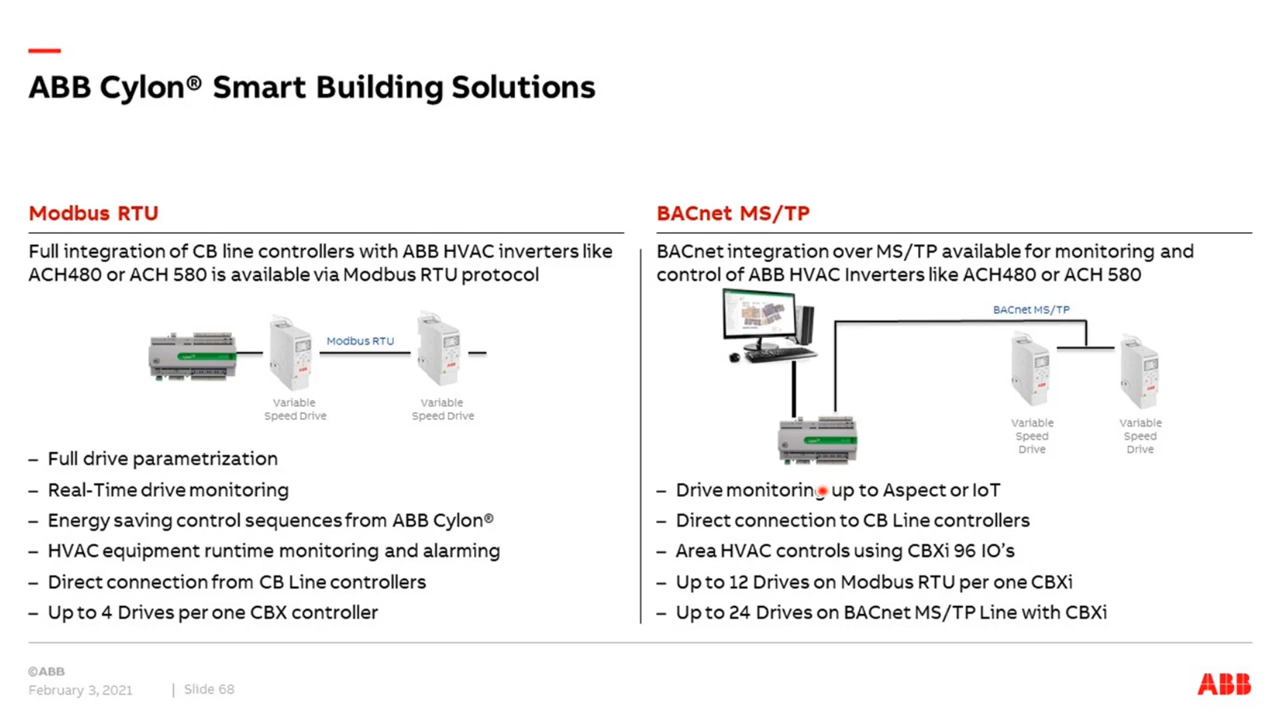 ABB Cylon® Smart Building Solutions
Modbus RTU
Full integration of CB line controllers with ABB HVAC inverters like
ACH480 or ACH 580 is available via Modbus RTU protocol
Modbus RTU
Variable
Speed Drive
Variable
Speed Drive
– Full drive parametrization
– Real-Time drive monitoring
– Energy saving control sequences from ABB Cylon®
– HVAC equipment runtime monitoring and alarming
– Direct connection from CB Line controllers
– Up to 4 Drives per one CBX controller
BACnet MS/TP
BACnet integration over MS/TP available for monitoring and
control of ABB HVAC Inverters like ACH480 or ACH 580
BACnet MS/TP
ABB
ABB
Variable
Speed
Drive
Variable
Speed
Drive
– Drive monitoring up to Aspect or IoT
– Direct connection to CB Line controllers
– Area HVAC controls using CBXi 96 IO's
– Up to 12 Drives on Modbus RTU per one CBXi
– Up to 24 Drives on BACnet MS/TP Line with CBXi
©ABB
February 3, 2021 | Slide 68
ABB